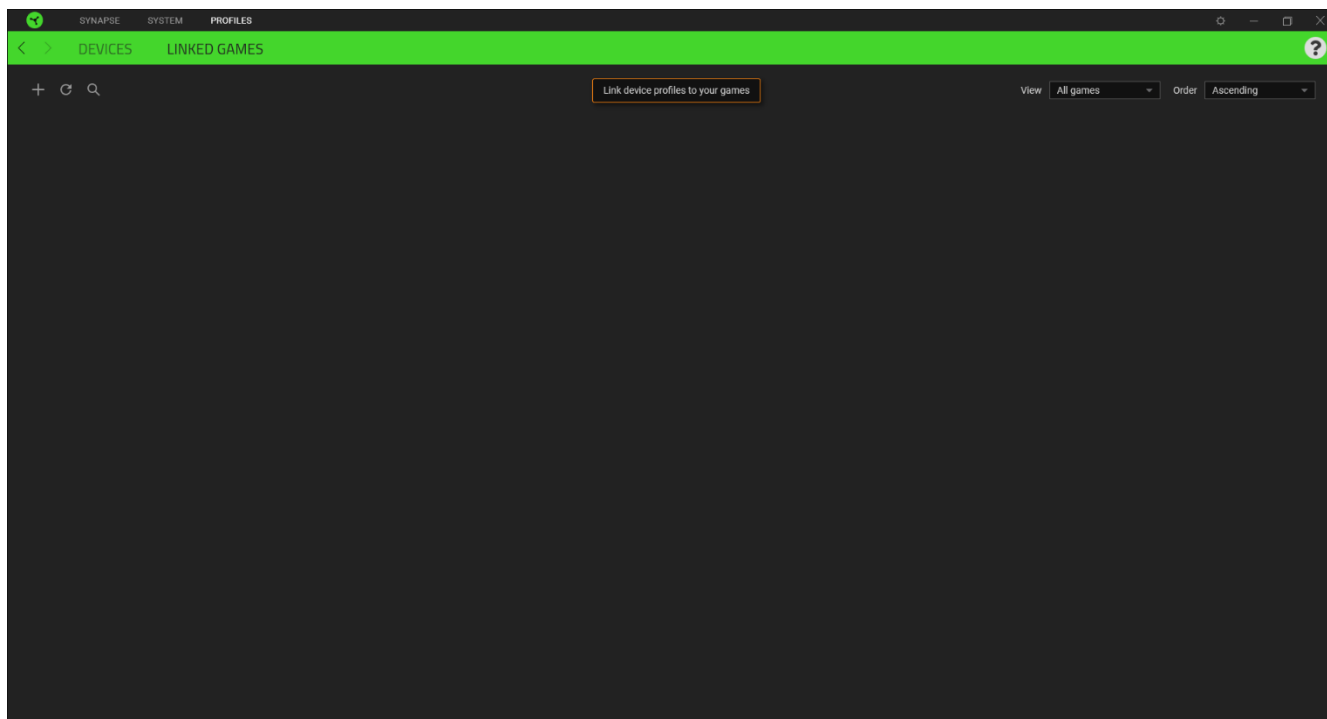 SYNAPSE SYSTEM PROFILES
DEVICES LINKED GAMES ?
Link device profiles to your games View All games Order Ascending